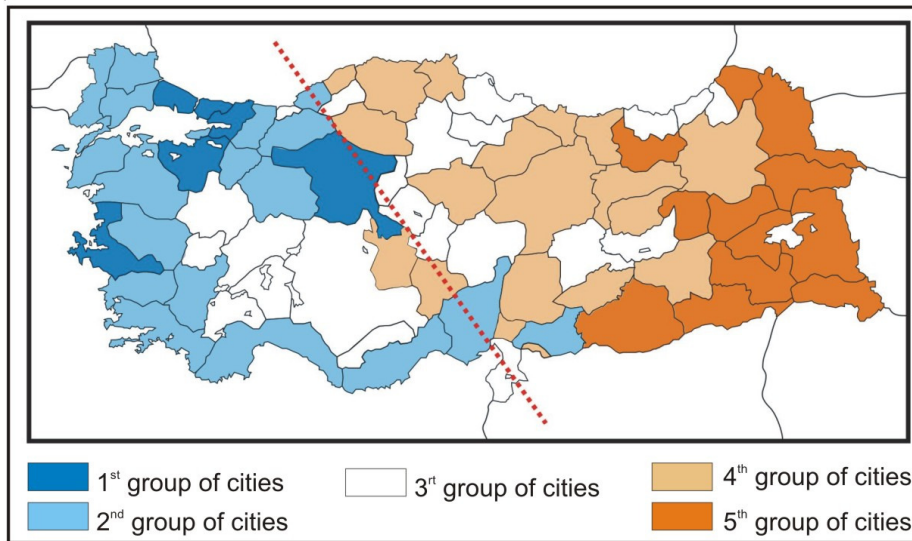 1st group of cities
2nd group of cities
3rt group of cities
4th group of cities
5th group of cities